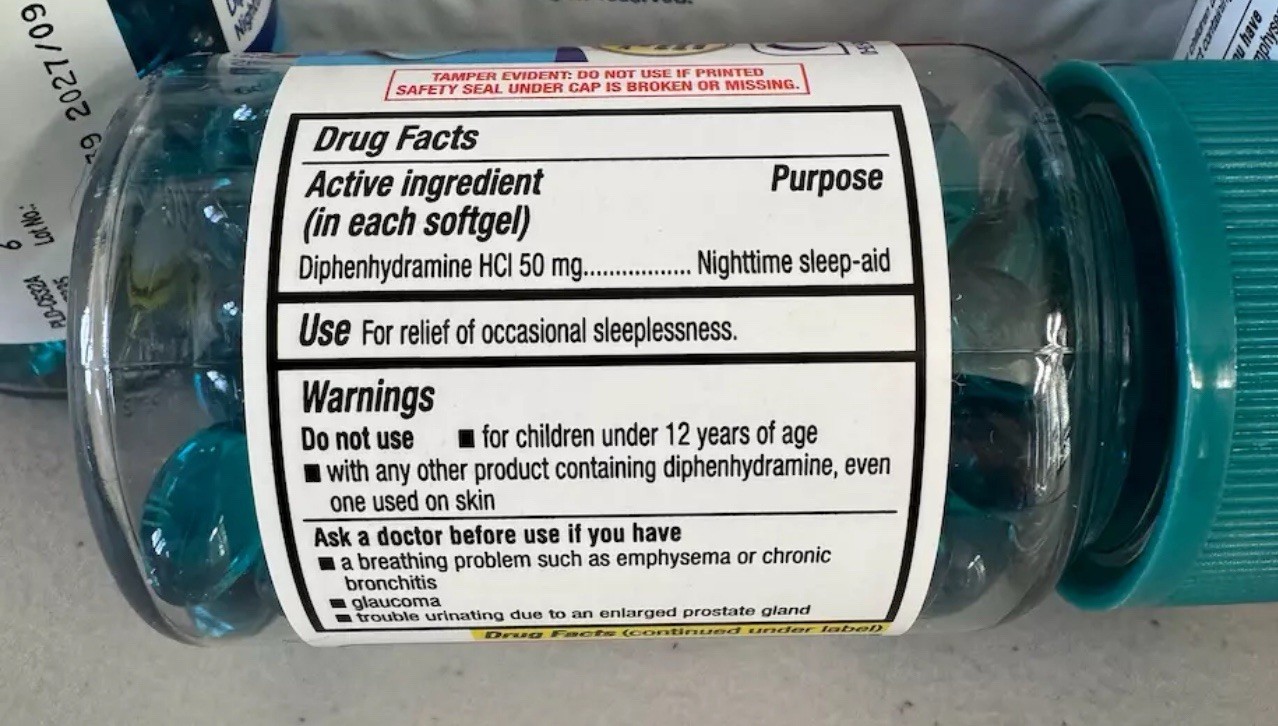 TAMPER EVIDENT: DO NOT USE IF PRINTED
SAFETY SEAL UNDER CAP IS BROKEN OR MISSING.
Drug Facts
Active ingredient Purpose
(in each softgel)
Diphenhydramine HCl 50 mg................. Nighttime sleep-aid
Use For relief of occasional sleeplessness.
Warnings
Do not use ■ for children under 12 years of age
■ with any other product containing diphenhydramine, even
one used on skin
Ask a doctor before use if you have
■ a breathing problem such as emphysema or chronic
bronchitis
■ glaucoma
■ trouble urinating due to an enlarged prostate gland
Drug Facts (continued under label)
2027/09
Lot No.: